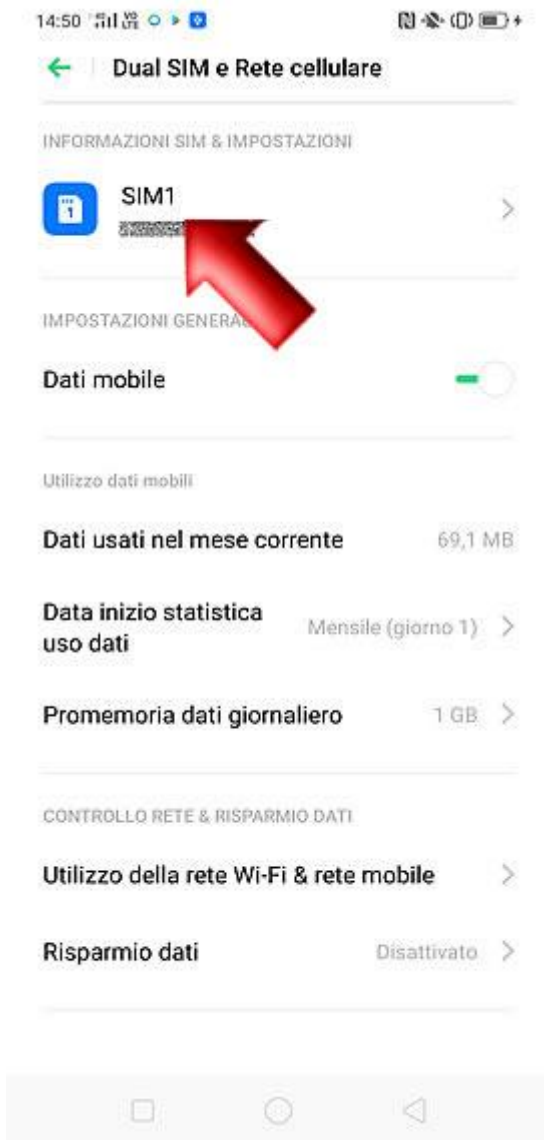 14:50
Dual SIM e Rete cellulare
INFORMAZIONI SIM & IMPOSTAZIONI
1
SIM1
IMPOSTAZIONI
Dati mobile
Utilizzo dati mobili
Dati usati nel mese corrente 69,1 MB
Data inizio statistica
uso dati Mensile (giorno 1)
Promemoria dati giornaliero 1 GB
CONTROLLO RETE & RISPARMIO DATI
Utilizzo della rete Wi-Fi & rete mobile
Risparmio dati Disattivato